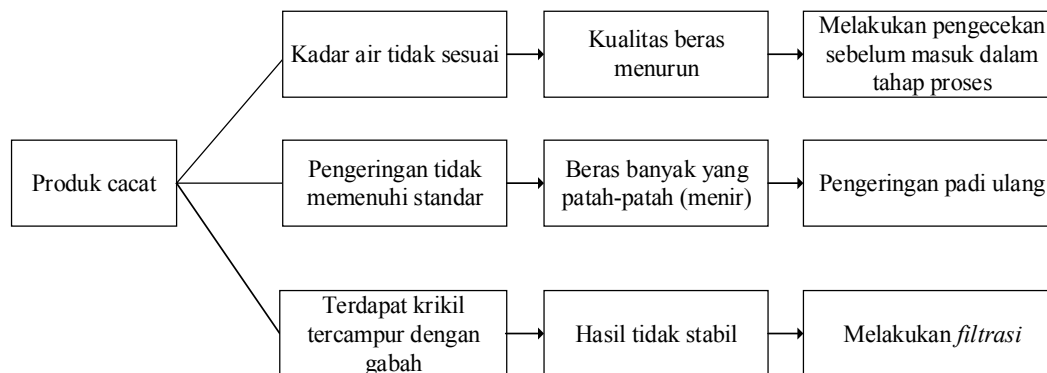 Produk cacat
Kadar air tidak sesuai
Kualitas beras
menurun
Melakukan pengecekan
sebelum masuk dalam
tahap proses
Pengeringan tidak
memenuhi standar
Beras banyak yang
patah-patah (menir)
Pengeringan padi ulang
Terdapat krikil
tercampur dengan
gabah
Hasil tidak stabil
Melakukan filtrasi